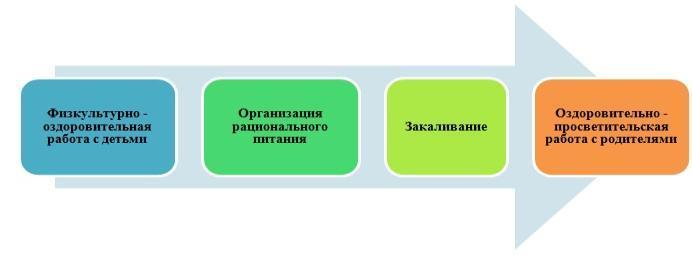 Физкультурно -
оздоровительная
работа с детьми
Организация
рационального
питания
Закаливание
Оздоровительно -
просветительская
работа с родителями